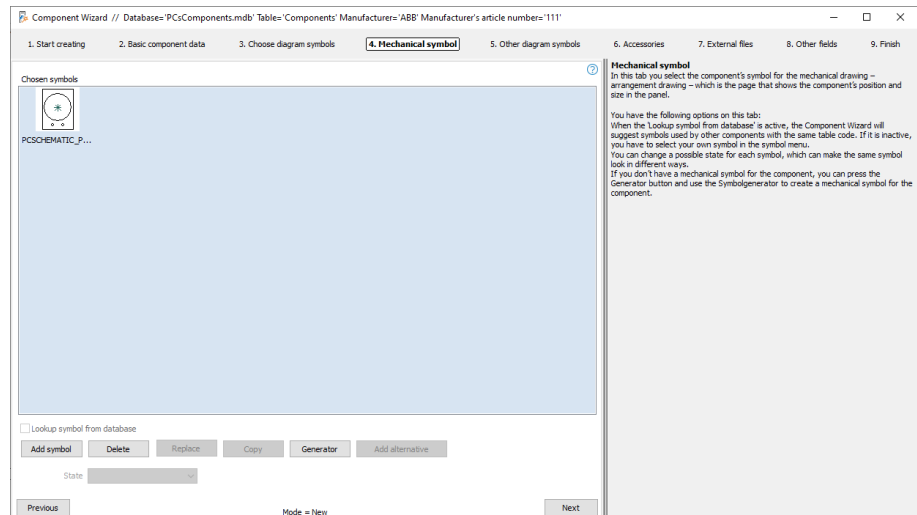 Component Wizard // Database='PCsComponents.mdb' Table='Components' Manufacturer='ABB' Manufacturer's article number='111'
1. Start creating 2. Basic component data 3. Choose diagram symbols 4. Mechanical symbol 5. Other diagram symbols 6. Accessories 7. External files 8. Other fields 9. Finish
Chosen symbols
PCSCHEMATIC_P...
Lookup symbol from database
Add symbol Delete Replace Copy Generator Add alternative
State
Previous Mode = New Next
Mechanical symbol
In this tab you select the component's symbol for the mechanical drawing –
arrangement drawing – which is the page that shows the component's position and
size in the panel.
You have the following options on this tab:
When the 'Lookup symbol from database' is active, the Component Wizard will
suggest symbols used by other components with the same table code. If it is inactive,
you have to select your own symbol in the symbol menu.
You can change a possible state for each symbol, which can make the same symbol
look in different ways.
If you don't have a mechanical symbol for the component, you can press the
Generator button and use the Symbolgenerator to create a mechanical symbol for the
component.